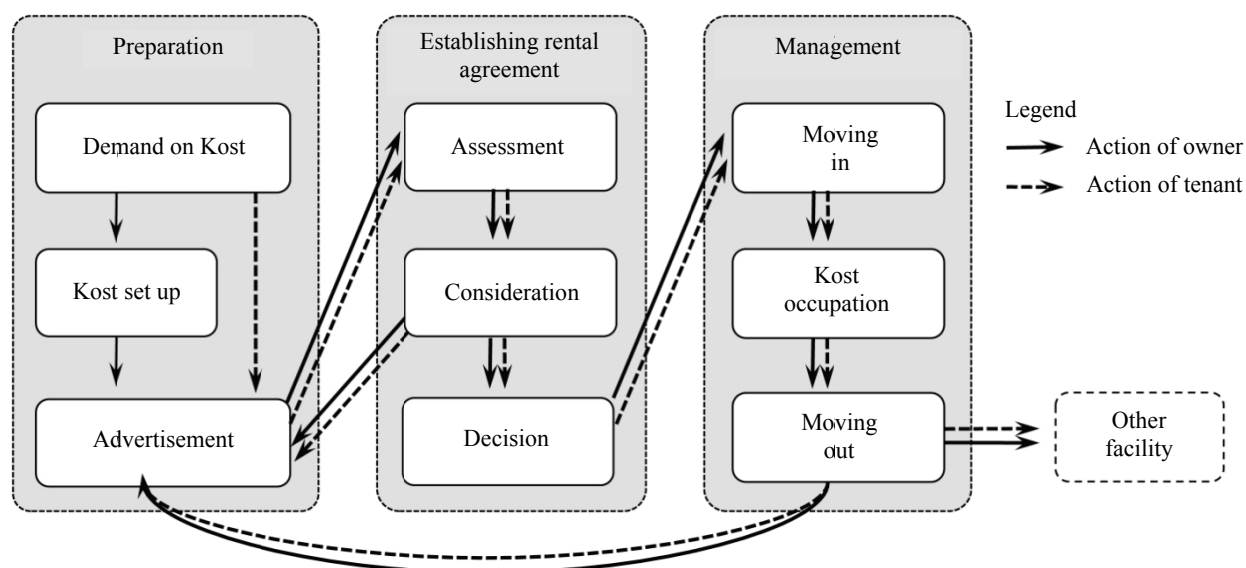 Preparation
Demand on Kost
Kost set up
Advertisement
Establishing rental
agreement
Assessment
Consideration
Decision
Management
Moving
in
Kost
occupation
Moving
out
Other
facility
Legend
Action of owner
Action of tenant